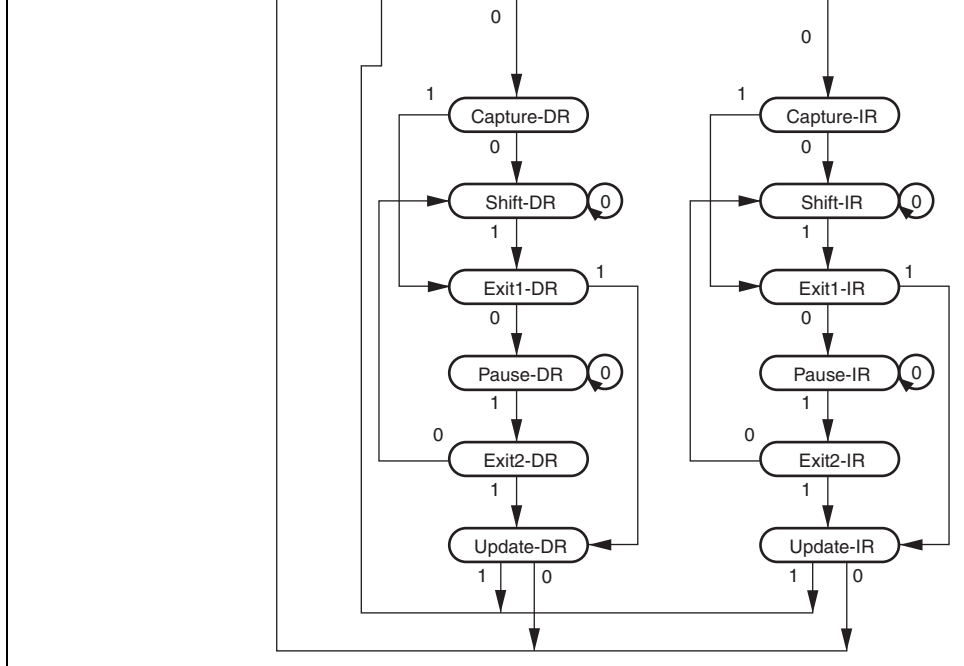 0
0
1
Capture-DR
0
1
Capture-IR
0
Shift-DR
0
1
Shift-IR
0
1
Exit1-DR
1
0
Exit1-IR
1
0
Pause-DR
0
1
Pause-IR
0
1
0
Exit2-DR
1
0
Exit2-IR
1
Update-DR
1
0
Update-IR
1
0